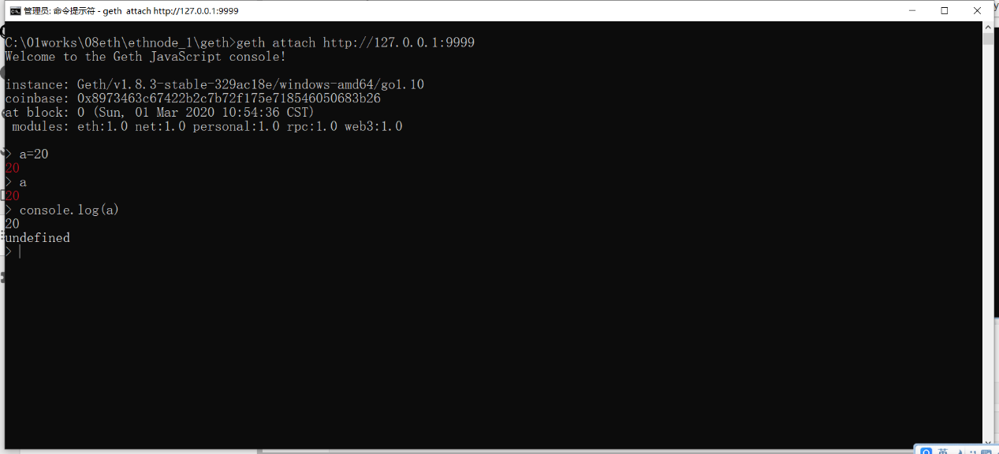 管理员: 命令提示符 - geth  attach http://127.0.0.1:9999
C:\01works\08eth\ethnode_1\geth>geth attach http://127.0.0.1:9999
Welcome to the Geth JavaScript console!
instance: Geth/v1.8.3-stable-329ac18e/windows-amd64/go1.10
coinbase: 0x8973463c67422b2c7b72f175e718546050683b26
at block: 0 (Sun, 01 Mar 2020 10:54:36 CST)
 modules: eth:1.0 net:1.0 personal:1.0 rpc:1.0 web3:1.0
> a=20
20
> a
20
> console.log(a)
20
undefined
>
英